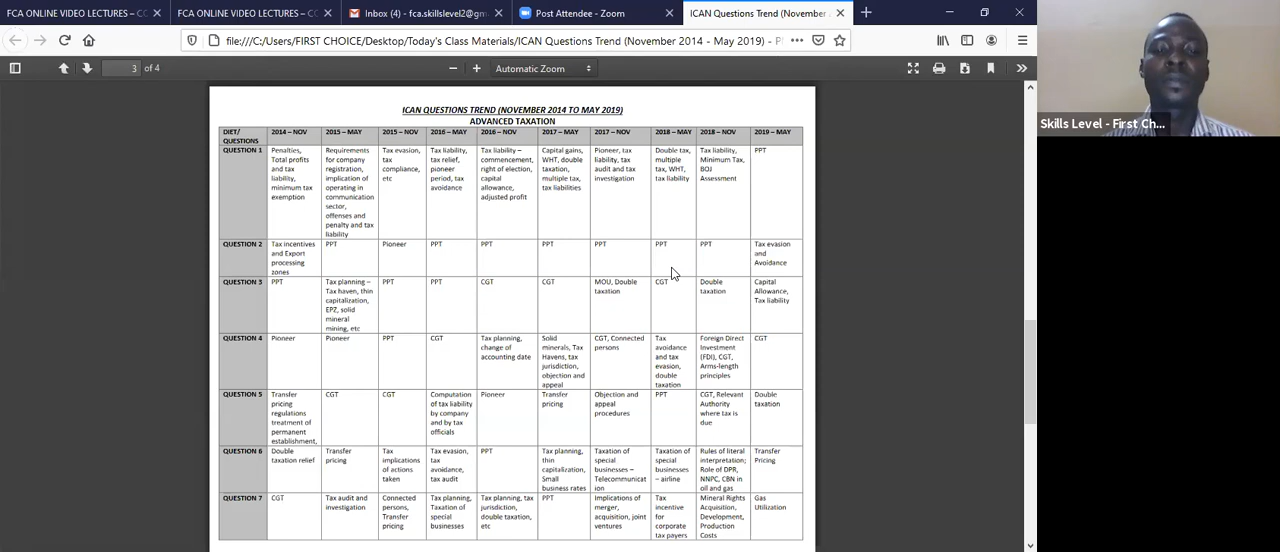 FCA ONLINE VIDEO LECTURES – CO
FCA ONLINE VIDEO LECTURES – CO
Inbox (4) - fca.skillslevel2@gm
Post Attendee - Zoom
ICAN Questions Trend (November
file:///C:/Users/FIRST CHOICE/Desktop/Today's Class Materials/ICAN Questions Trend (November 2014 - May 2019) - P
3 of 4
Automatic Zoom
Skills Level - First Ch...
ICAN QUESTIONS TREND (NOVEMBER 2014 TO MAY 2019)
ADVANCED TAXATION
DIET/ QUESTIONS 2014 – NOV 2015 – MAY 2015 - NOV 2016 – MAY 2016 - NOV 2017 – MAY 2017 - NOV 2018 – MAY 2018 - NOV 2019 – MAY
QUESTION 1
Penalties, Total profits and tax liability, minimum tax exemption
Requirements for company registration, implication of operating in communication sector, offenses and penalty and tax liability
Tax evasion, tax compliance, etc
Tax liability, tax relief, pioneer period, tax avoidance
Tax liability – commencement, right of election, capital allowance, adjusted profit
Capital gains, WHT, double taxation, multiple tax, tax liabilities
Pioneer, tax liability, tax audit and tax investigation
Double tax, multiple tax, WHT, tax liability
Tax liability, Minimum Tax, BOJ Assessment
PPT
QUESTION 2
Tax incentives and Export processing zones
PPT
Pioneer
PPT
PPT
PPT
PPT
PPT
PPT
Tax evasion and Avoidance
QUESTION 3
PPT
Tax planning – Tax haven, thin capitalization, EPZ, solid mineral mining, etc
PPT
PPT
CGT
CGT
MOU, Double taxation
CGT
Double taxation
Capital Allowance, Tax liability
QUESTION 4
Pioneer
Pioneer
PPT
CGT
Tax planning, change of accounting date
Solid minerals, Tax Havens, tax jurisdiction, objection and appeal
CGT, Connected persons
Tax avoidance and tax evasion, double taxation
Foreign Direct Investment (FDI), CGT, Arms-length principles
CGT
QUESTION 5
Transfer pricing regulations treatment of permanent establishment,
CGT
CGT
Computation of tax liability by company and by tax officials
Pioneer
Transfer pricing
Objection and appeal procedures
PPT
CGT, Relevant Authority where tax is due
Double taxation
QUESTION 6
Double taxation relief
Transfer pricing
Tax implications of actions taken
Tax evasion, tax avoidance, tax audit
PPT
Tax planning, thin capitalization, Small business rates
Taxation of special businesses – Telecommunication
Taxation of special businesses – airline
Rules of literal interpretation; Role of DPR, NNPC, CBN in oil and gas
Transfer Pricing
QUESTION 7
CGT
Tax audit and investigation
Connected persons, Transfer pricing
Tax planning, Taxation of special businesses
Tax planning, tax jurisdiction, double taxation, etc
PPT
Implications of merger, acquisition, joint ventures
Tax incentive for corporate tax payers
Mineral Rights Acquisition, Development, Production Costs
Gas Utilization